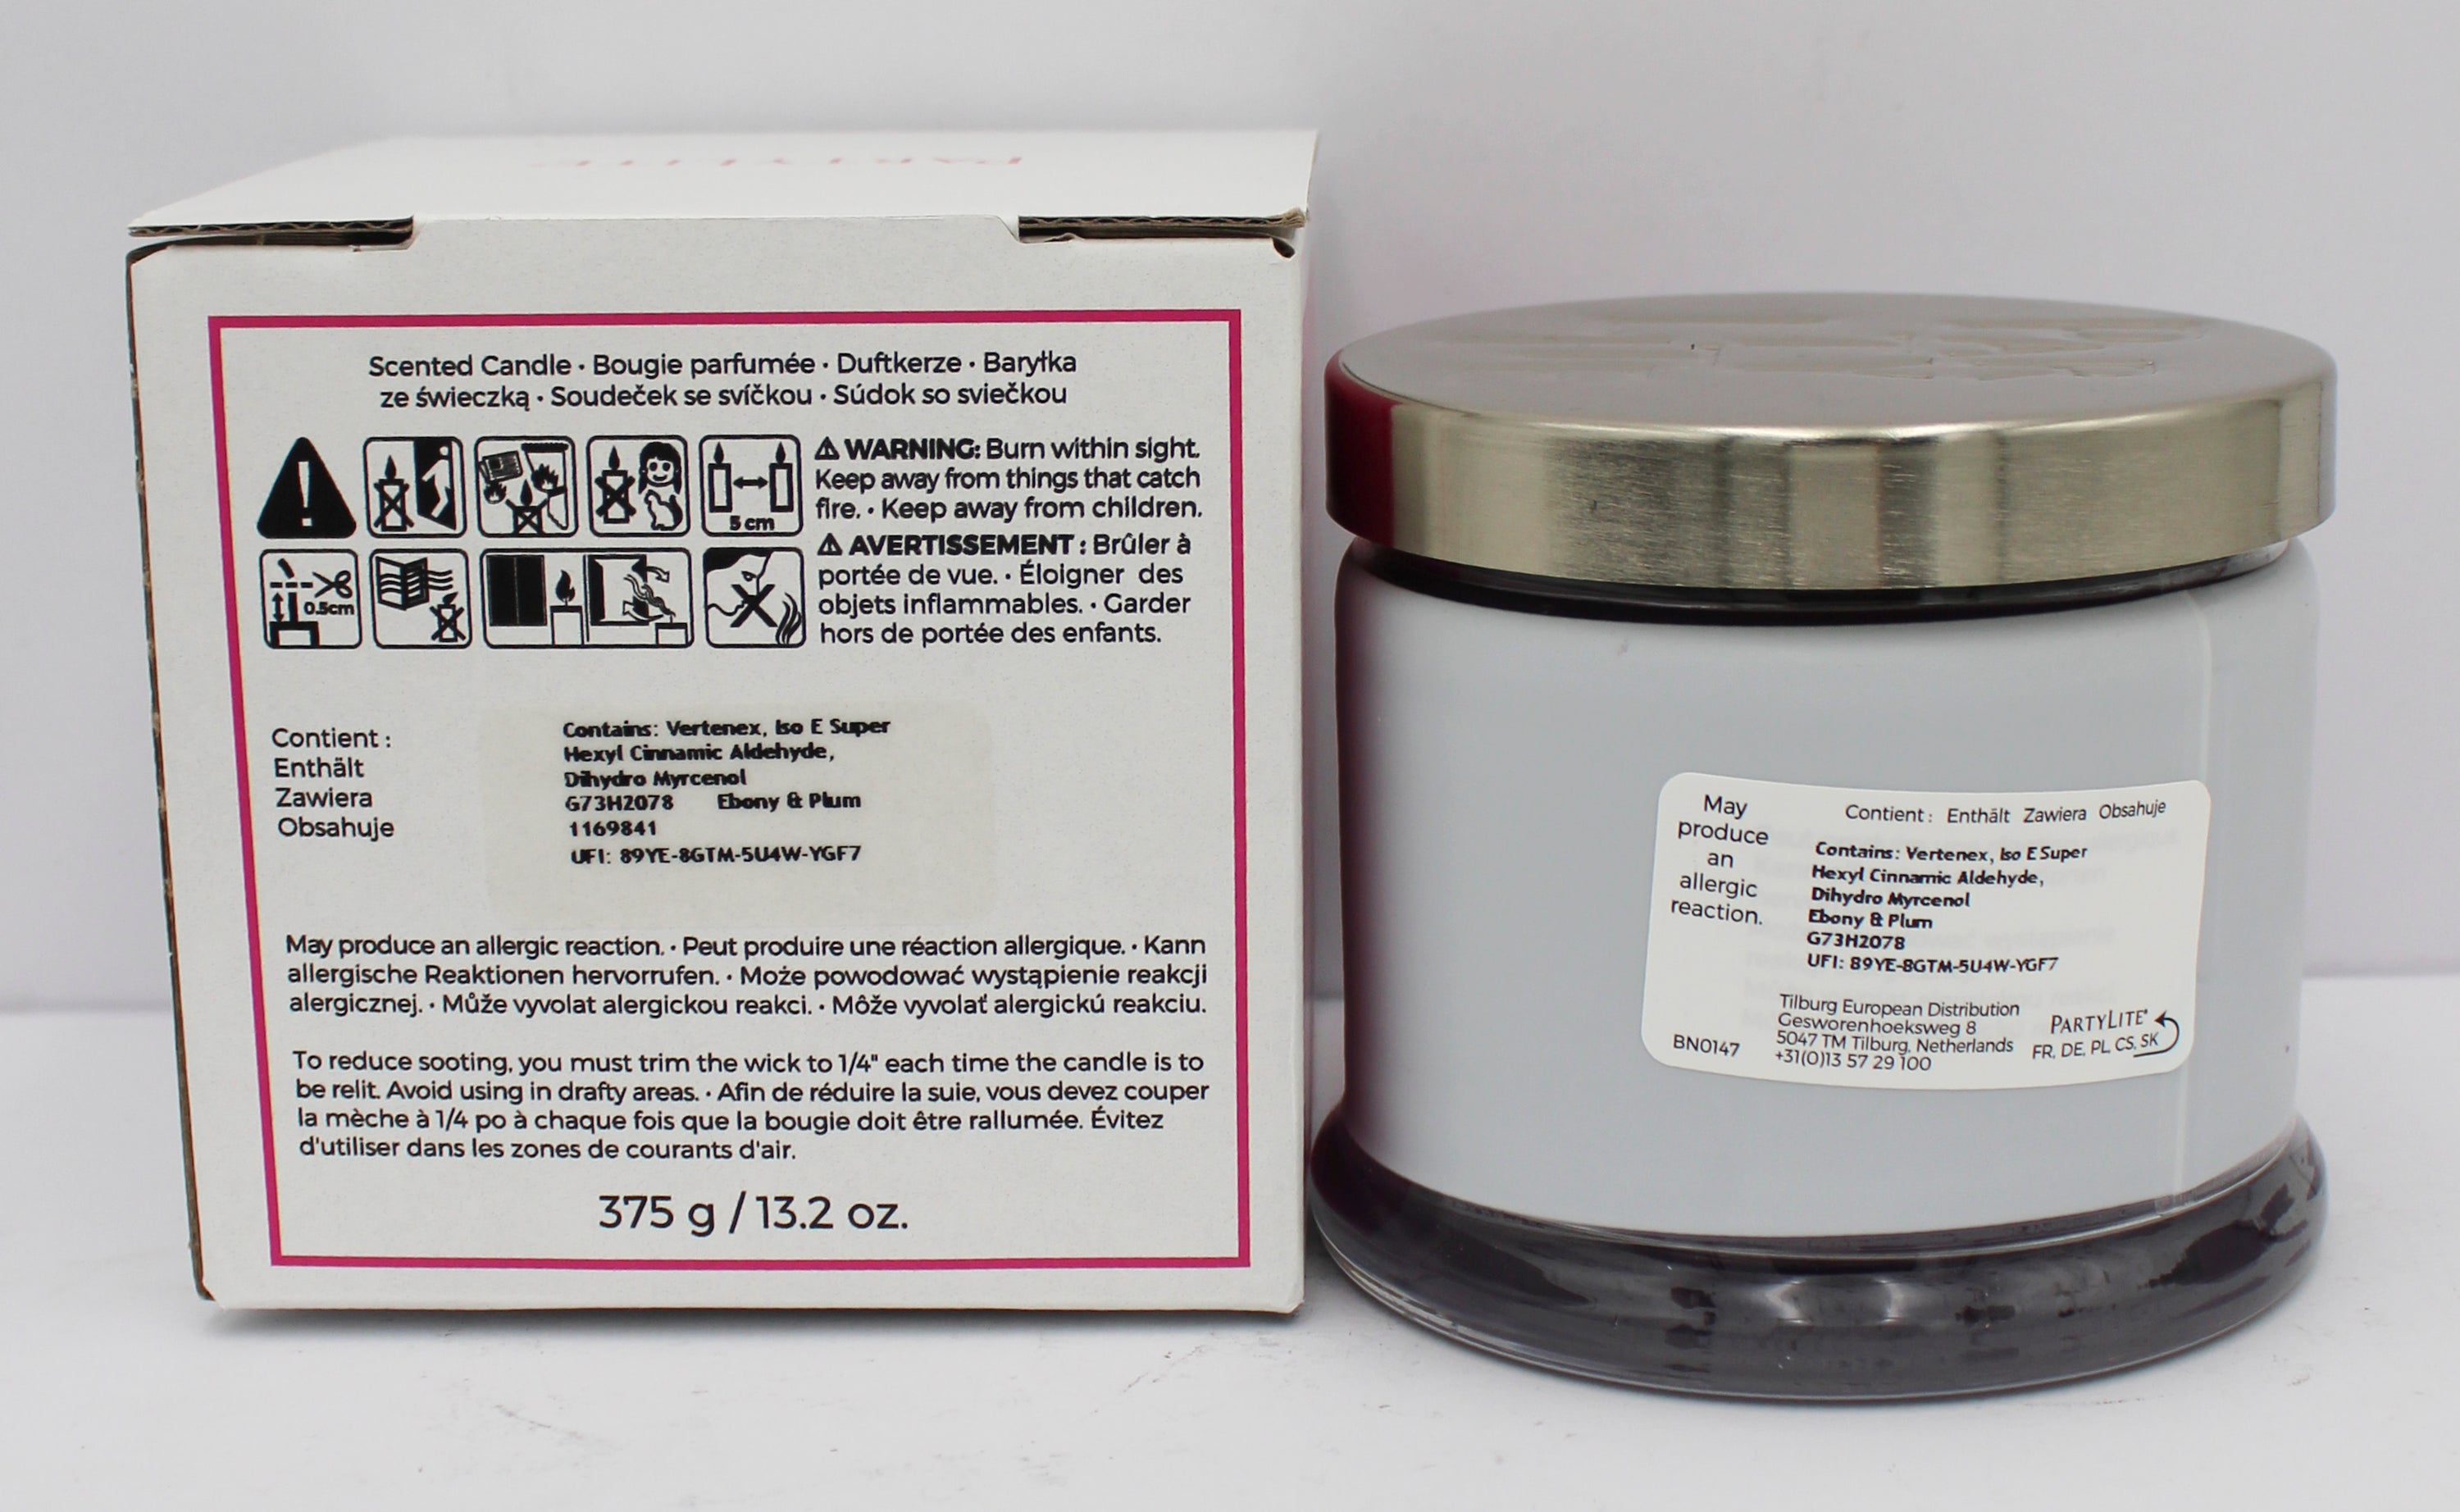 PARTYLITE
Scented Candle • Bougie parfumée • Duftkerze • Baryłka
ze świeczką • Soudeček se svíčkou • Súdok so sviečkou
⚠ WARNING: Burn within sight.
Keep away from things that catch
fire. • Keep away from children.
⚠ AVERTISSEMENT : Brûler à
portée de vue. • Éloigner des
objets inflammables. • Garder
hors de portée des enfants.
5 cm
0.5cm
Contient :
Enthält
Zawiera
Obsahuje
Contains: Vertenex, Iso E Super
Hexyl Cinnamic Aldehyde,
Dihydro Myrcenol
G73H2078 Ebony & Plum
1169841
UFI: 89YE-8GTM-5U4W-YGF7
May produce an allergic reaction. • Peut produire une réaction allergique. • Kann
allergische Reaktionen hervorrufen. • Może powodować wystąpienie reakcji
alergicznej. • Může vyvolat alergickou reakci. • Môže vyvolať alergickú reakciu.
To reduce sooting, you must trim the wick to 1/4" each time the candle is to
be relit. Avoid using in drafty areas. • Afin de réduire la suie, vous devez couper
la mèche à 1/4 po à chaque fois que la bougie doit être rallumée. Évitez
d'utiliser dans les zones de courants d'air.
375 g / 13.2 oz.
May
produce
an
allergic
reaction.
Contient : Enthält Zawiera Obsahuje
Contains: Vertenex, Iso E Super
Hexyl Cinnamic Aldehyde,
Dihydro Myrcenol
Ebony & Plum
G73H2078
UFI: 89YE-8GTM-5U4W-YGF7
Tilburg European Distribution
Gesworenhoeksweg 8
5047 TM Tilburg, Netherlands
+31(0)13 57 29 100
BN0147
PARTYLITE®
FR, DE, PL, CS, SK